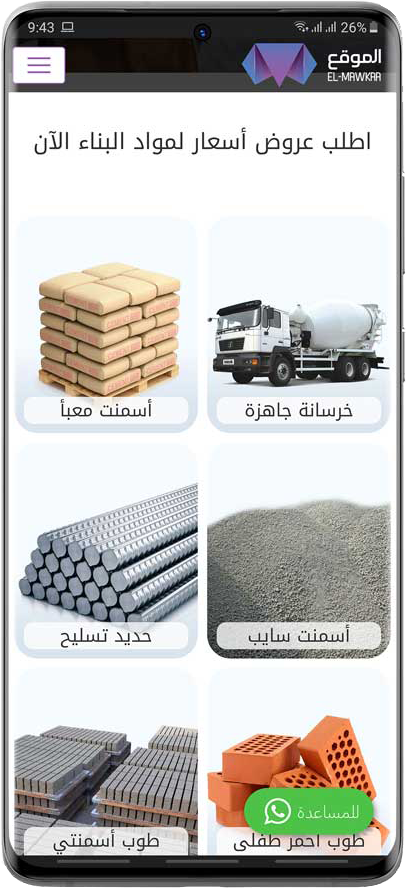 9:43
26%
الموقع
EL-MAWKAA
اطلب عروض أسعار لمواد البناء الآن
خرسانة جاهزة
أسمنت معبأ
أسمنت سايب
حديد تسليح
للمساعدة
طوب احمر طفلى
طوب أسمنتي